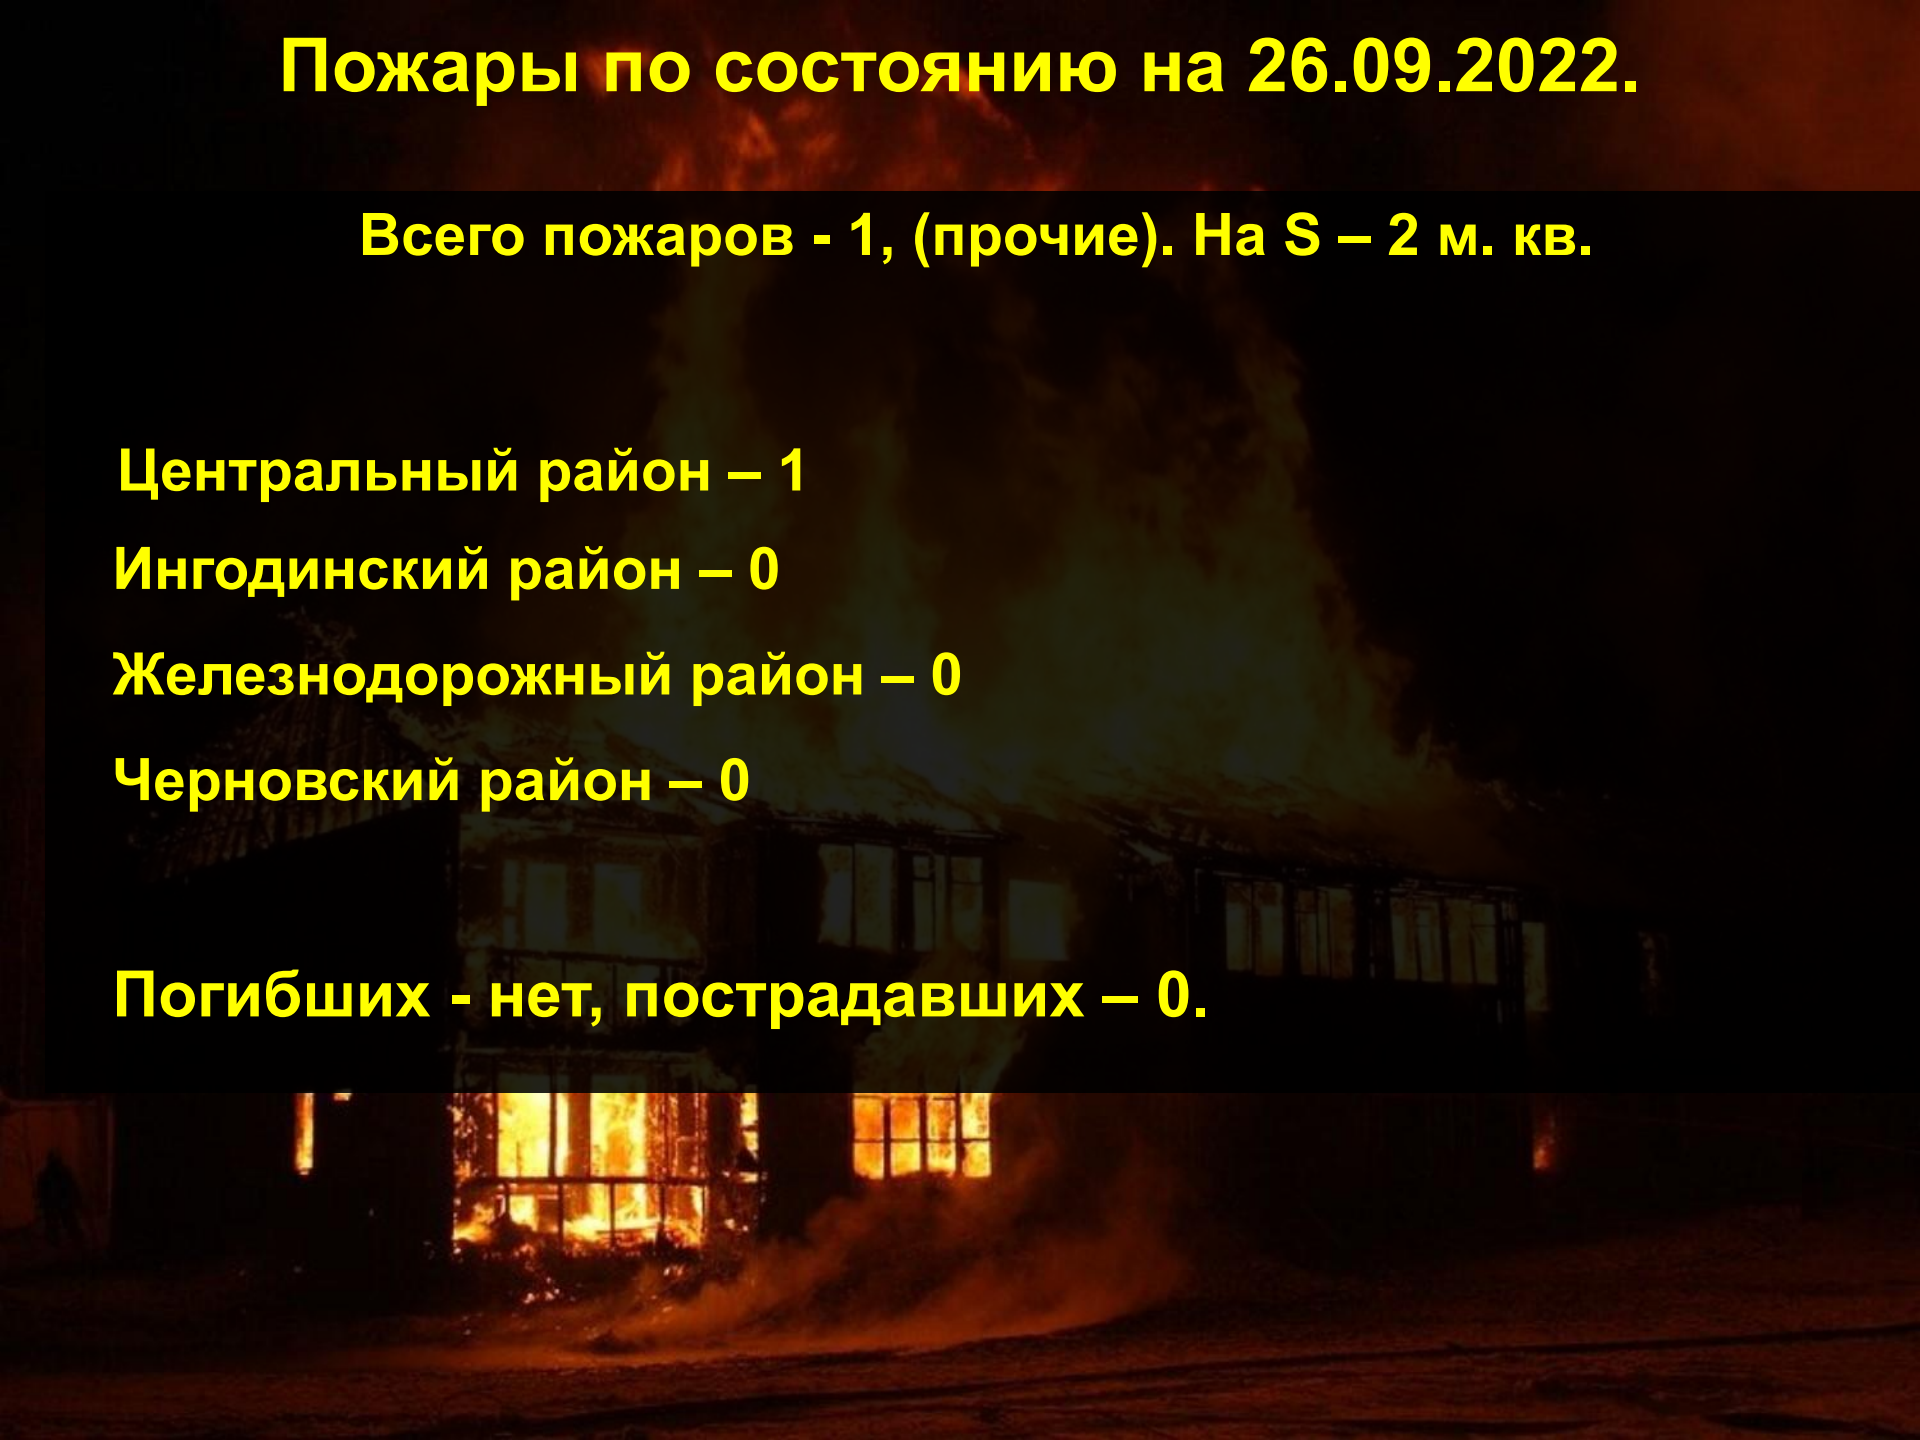 Пожары по состоянию на 26.09.2022.
Всего пожаров - 1, (прочие). На S – 2 м. кв.
Центральный район – 1
Ингодинский район – 0
Железнодорожный район – 0
Черновский район – 0
Погибших - нет, пострадавших – 0.